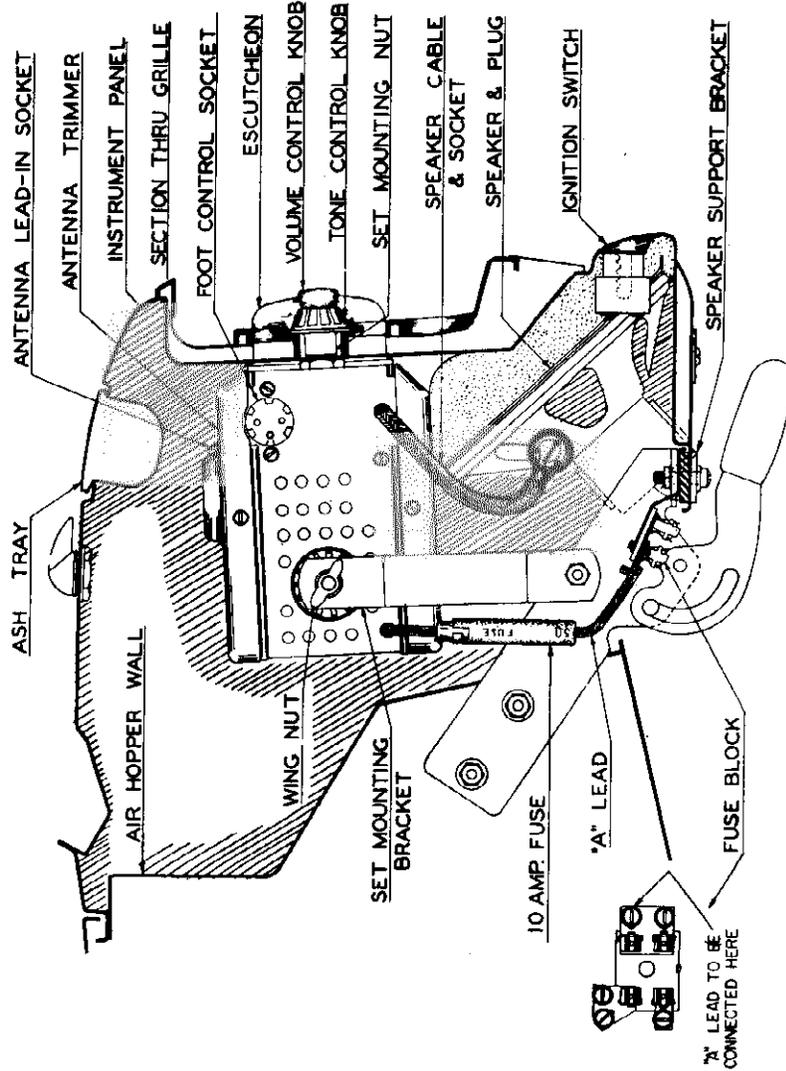 ASH TRAY
ANTENNA LEAD-IN SOCKET
ANTENNA TRIMMER
INSTRUMENT PANEL
SECTION THRU GRILLE
FOOT CONTROL SOCKET
ESCUTCHEON
VOLUME CONTROL KNOB
TONE CONTROL KNOB
SET MOUNTING NUT
SPEAKER CABLE
& SOCKET
SPEAKER & PLUG
IGNITION SWITCH
SPEAKER SUPPORT BRACKET
AIR HOPPER WALL
WING NUT
SET MOUNTING
BRACKET
10 AMP. FUSE
FUSE
"A" LEAD
FUSE BLOCK
"A" LEAD TO BE
CONNECTED HERE